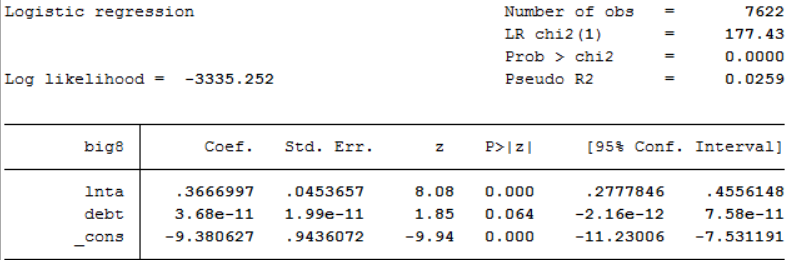 Logistic regression Number of obs = 7622
LR chi2(1) = 177.43
Prob > chi2 = 0.0000
Log likelihood = -3335.252 Pseudo R2 = 0.0259
big8 Coef. Std. Err. z P>|z| [95% Conf. Interval]
lnta .3666997 .0453657 8.08 0.000 .2777846 .4556148
debt 3.68e-11 1.99e-11 1.85 0.064 -2.16e-12 7.58e-11
_cons -9.380627 .9436072 -9.94 0.000 -11.23006 -7.531191